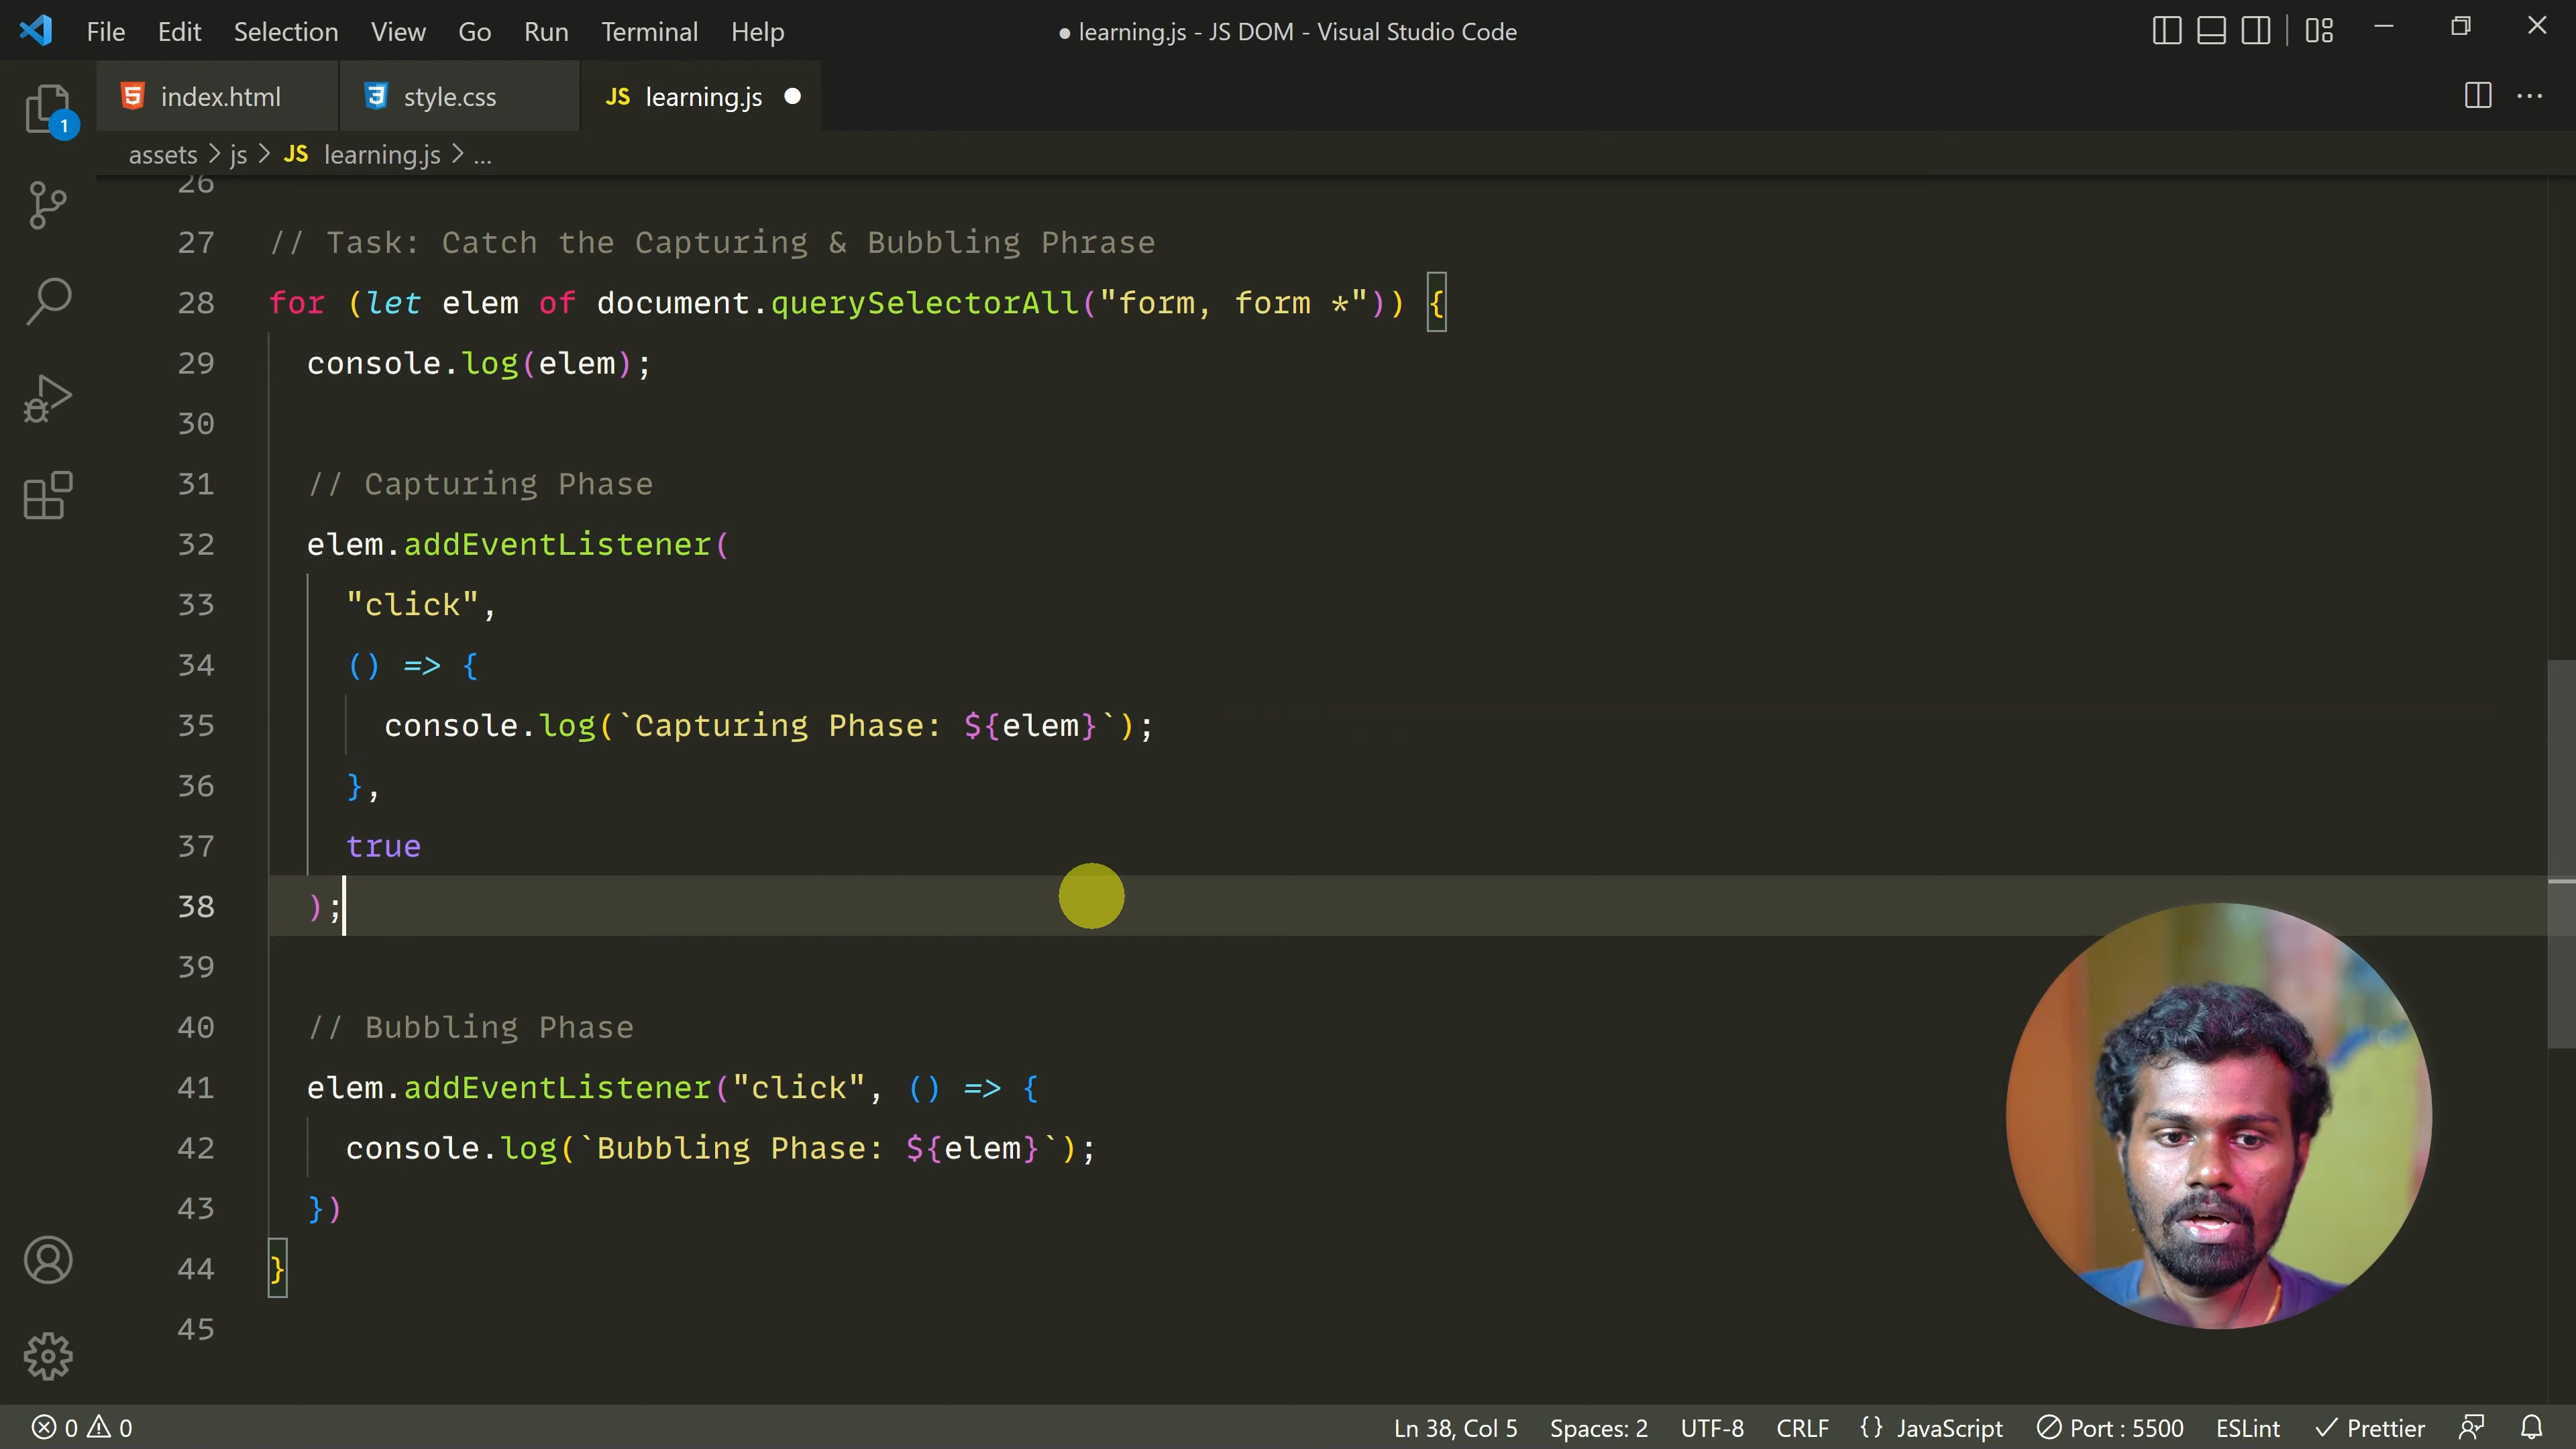 File Edit Selection View Go Run Terminal Help
● learning.js - JS DOM - Visual Studio Code
index.html
style.css
JS learning.js ●
1
assets > js > JS learning.js > ...
26
27 // Task: Catch the Capturing & Bubbling Phrase
28 for (let elem of document.querySelectorAll("form, form *")) {
29 console.log(elem);
30
31 // Capturing Phase
32 elem.addEventListener(
33 "click",
34 () => {
35 console.log(`Capturing Phase: ${elem}`);
36 },
37 true
38 );
39
40 // Bubbling Phase
41 elem.addEventListener("click", () => {
42 console.log(`Bubbling Phase: ${elem}`);
43 })
44 }
45
0 0 Ln 38, Col 5 Spaces: 2 UTF-8 CRLF {} JavaScript Port : 5500 ESLint Prettier